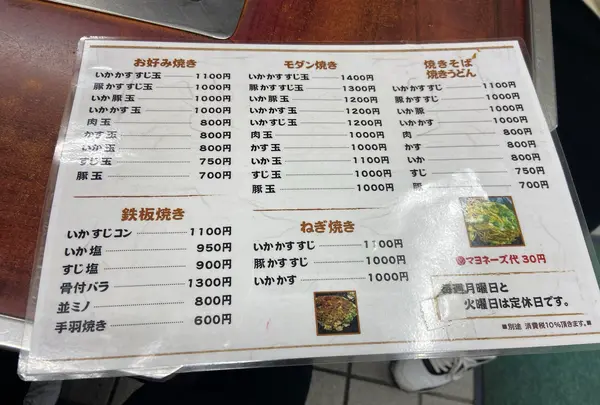 お好み焼き
いかかすすじ玉 1100円
豚かすすじ玉 1000円
いか豚玉 1000円
いかかす玉 1000円
肉玉 800円
かす玉 800円
いか玉 800円
すじ玉 750円
豚玉 700円
モダン焼き
いかかすすじ玉 1400円
豚かすすじ玉 1300円
いか豚玉 1200円
いかかす玉 1200円
いかすじ玉 1200円
肉玉 1000円
かす玉 1000円
いか玉 1100円
すじ玉 1000円
豚玉 1000円
焼きそば
焼きうどん
いかかすすじ 1100円
豚かすすじ 1000円
いか豚 1000円
いかかす 1000円
肉 800円
かす 800円
いか 800円
すじ 750円
豚 700円
鉄板焼き
いかすじコン 1100円
いか塩 950円
すじ塩 900円
骨付バラ 1300円
並ミノ 800円
手羽焼き 600円
ねぎ焼き
いかかすすじ 1100円
豚かすすじ 1000円
いかかす 1000円
マヨネーズ代 30円
毎週月曜日と
火曜日は定休日です。
■別途 消費税10%頂きます。■